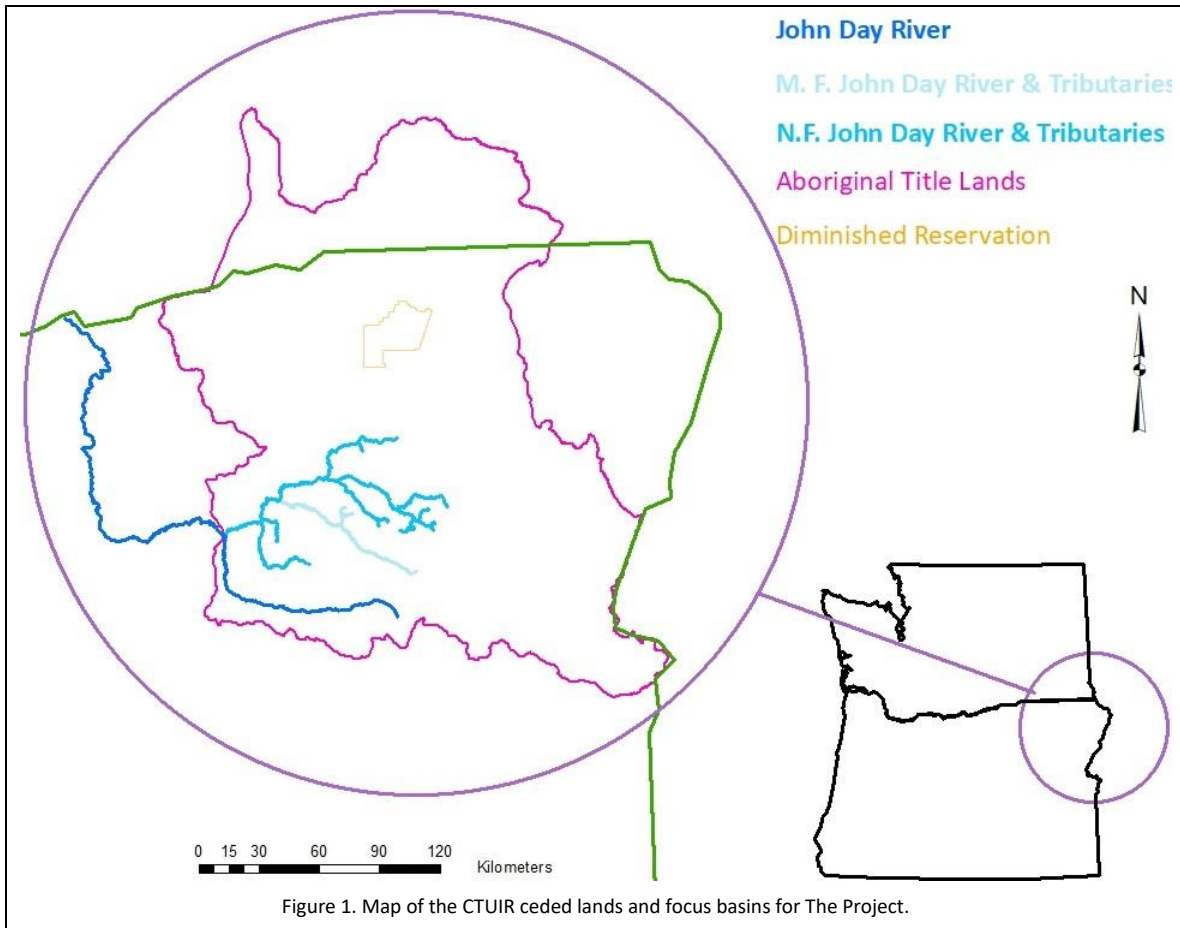 John Day River
M. F. John Day River & Tributaries
N.F. John Day River & Tributaries
Aboriginal Title Lands
Diminished Reservation
N
0 15 30 60 90 120
Kilometers
Figure 1. Map of the CTUIR ceded lands and focus basins for The Project.